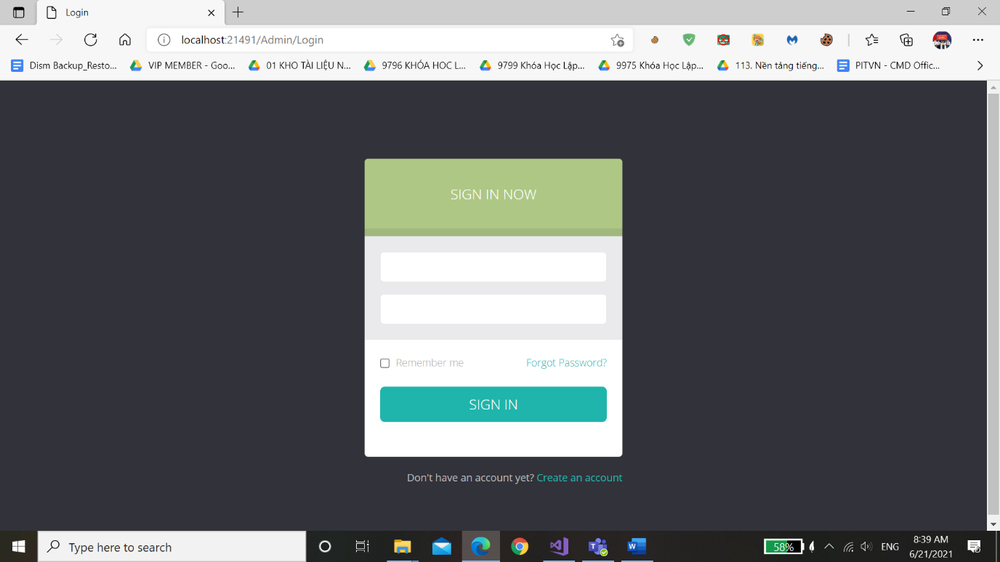 Login
localhost:21491/Admin/Login
Dism Backup_Resto... VIP MEMBER - Goo... 01 KHO TÀI LIỆU N... 9796 KHÓA HOC L... 9799 Khóa Học Lập... 9975 Khóa Học Lập... 113. Nền tảng tiếng... PITVN - CMD Offic...
SIGN IN NOW
Remember me Forgot Password?
SIGN IN
Don't have an account yet? Create an account
Type here to search
58%
ENG
8:39 AM
6/21/2021